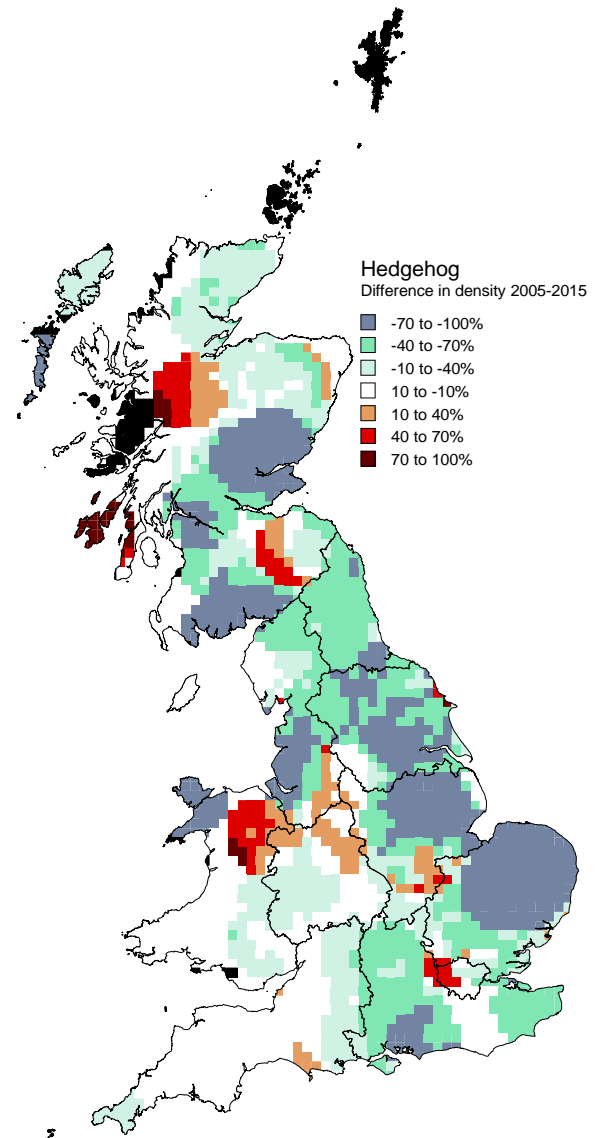 Hedgehog
Difference in density 2005-2015
-70 to -100%
-40 to -70%
-10 to -40%
10 to -10%
10 to 40%
40 to 70%
70 to 100%